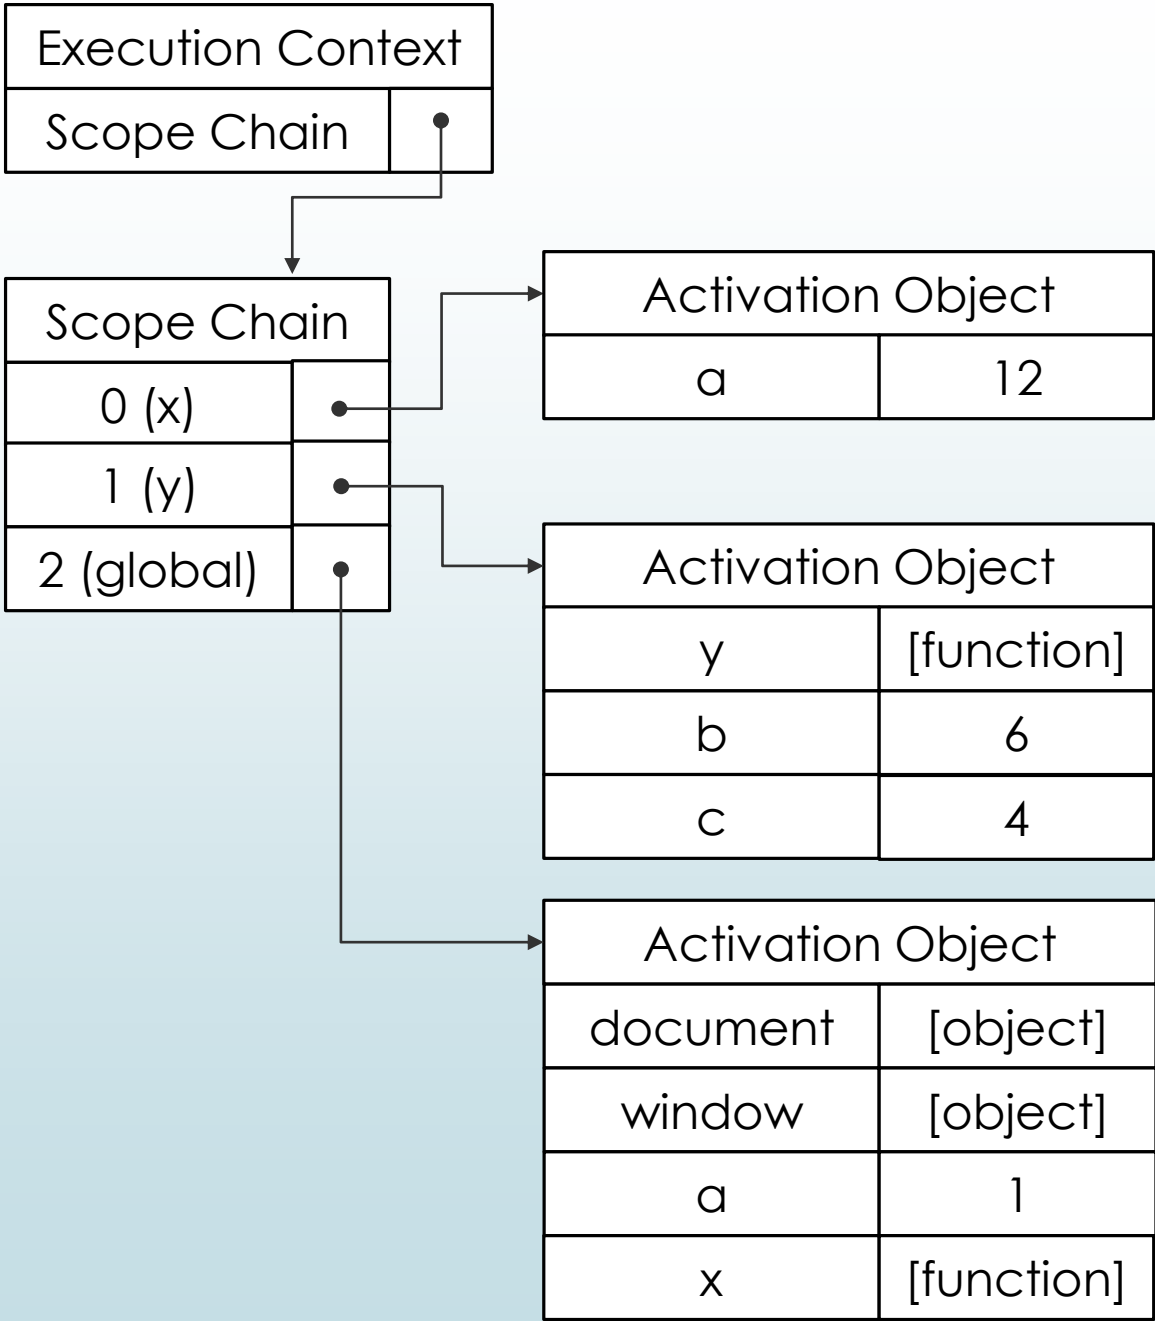 Execution Context
Scope Chain
Scope Chain
0 (x)
1 (y)
2 (global)
Activation Object
a 12
Activation Object
y [function]
b 6
c 4
Activation Object
document [object]
window [object]
a 1
x [function]